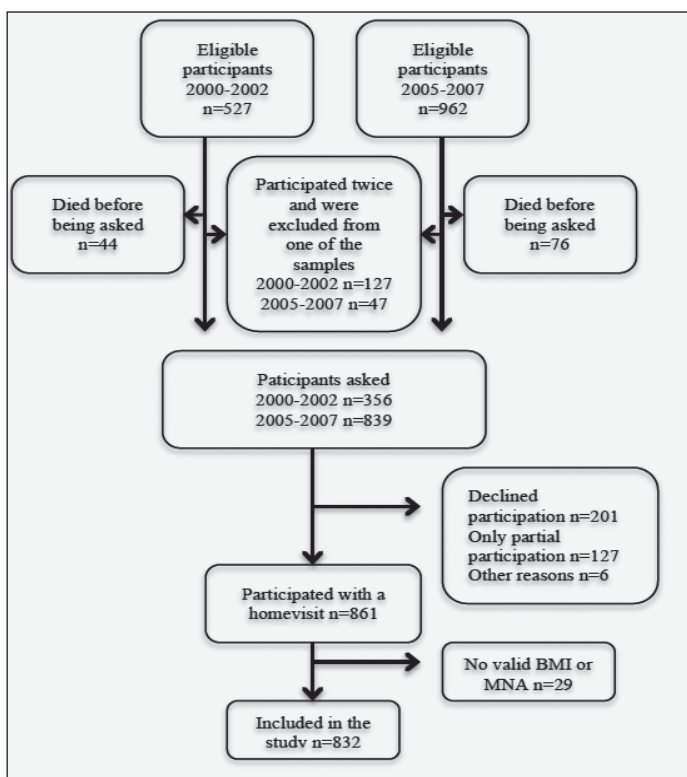 Eligible
participants
2000-2002
n=527
Eligible
participants
2005-2007
n=962
Died before
being asked
n=44
Participated twice
and were
excluded from
one of the
samples
2000-2002 n=127
2005-2007 n=47
Died before
being asked
n=76
Paticipants asked
2000-2002 n=356
2005-2007 n=839
Declined
participation n=201
Only partial
participation n=127
Other reasons n=6
Participated with a
homevisit n=861
No valid BMI or
MNA n=29
Included in the
study n=832